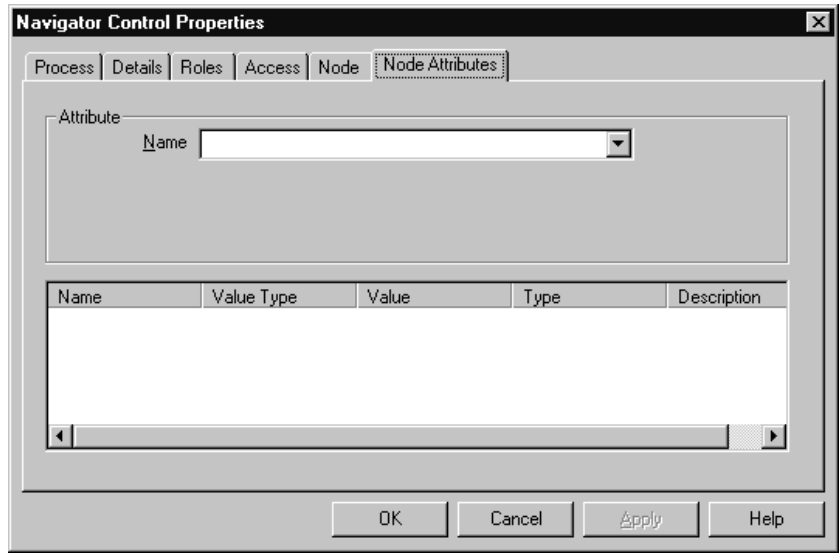 Navigator Control Properties
Process Details Roles Access Node Node Attributes
Attribute
Name
Name Value Type Value Type Description
OK Cancel Apply Help